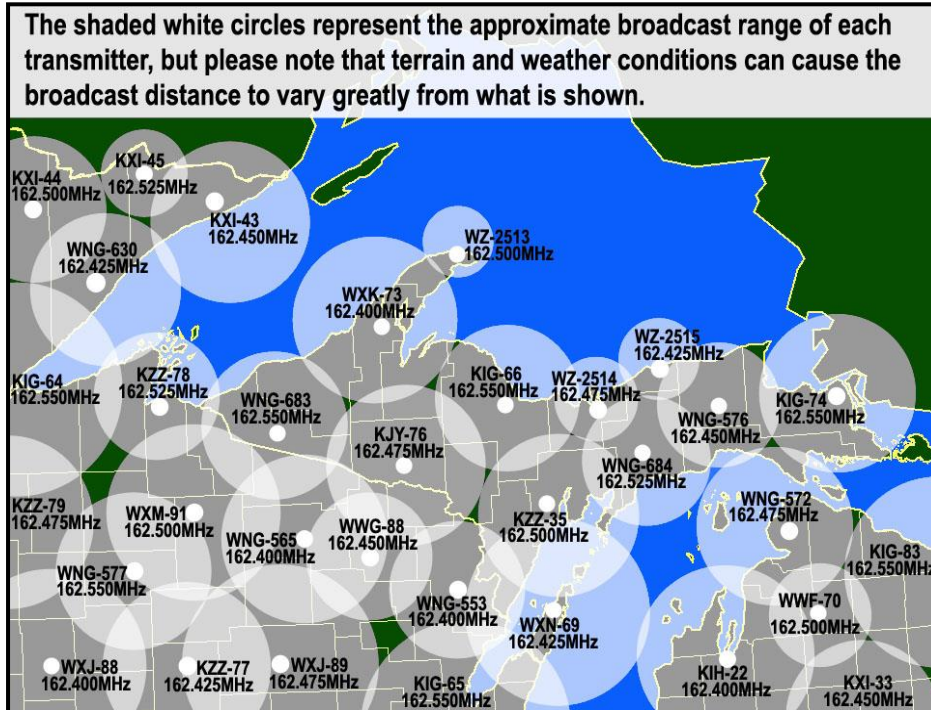 The shaded white circles represent the approximate broadcast range of each
transmitter, but please note that terrain and weather conditions can cause the
broadcast distance to vary greatly from what is shown.
KXI-45
162.525MHz
KXI-44
162.500MHz
KXI-43
162.450MHz
WNG-630
162.425MHz
WZ-2513
162.500MHz
WXK-73
162.400MHz
WZ-2515
162.425MHz
KIG-64
162.550MHz
KZZ-78
162.525MHz
WNG-683
162.550MHz
KIG-66
162.550MHz
WZ-2514
162.475MHz
WNG-576
162.450MHz
KIG-74
162.550MHz
KJY-76
162.475MHz
WNG-684
162.525MHz
KZZ-79
162.475MHz
WXM-91
162.500MHz
WNG-565
162.400MHz
WWG-88
162.450MHz
KZZ-35
162.500MHz
WNG-572
162.475MHz
KIG-83
162.550MHz
WNG-577
162.550MHz
WNG-553
162.400MHz
WXN-69
162.425MHz
WWF-70
162.500MHz
WXJ-88
162.400MHz
KZZ-77
162.425MHz
WXJ-89
162.475MHz
KIG-65
162.550MHz
KIH-22
162.400MHz
KXI-33
162.450MHz